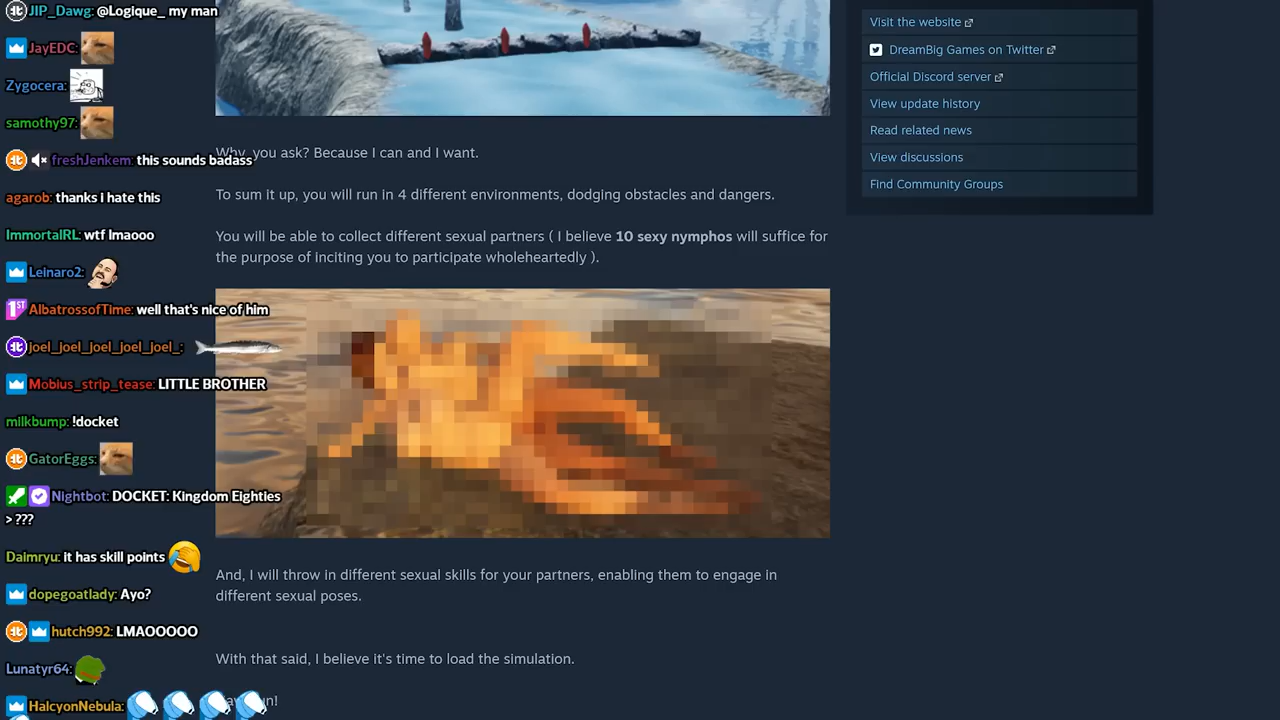 JIP_Dawg: @Logique_ my man
JayEDC:
Zygocera:
samothy97:
freshJenkem: this sounds badass
agarob: thanks i hate this
ImmortalRL: wtf lmaooo
Leinaro2:
AlbatrossofTime: well that's nice of him
joel_joel_joel_joel_joel_:
Mobius_strip_tease: LITTLE BROTHER
milkbump: !docket
GatorEggs:
Nightbot: DOCKET: Kingdom Eighties
> ???
Daimryu: it has skill points
dopegoatlady: Ayo?
hutch992: LMAOOOOO
Lunatyr64:
HalcyonNebula:
Why, you ask? Because I can and I want.
To sum it up, you will run in 4 different environments, dodging obstacles and dangers.
You will be able to collect different sexual partners ( I believe 10 sexy nymphos will suffice for
the purpose of inciting you to participate wholeheartedly ).
And, I will throw in different sexual skills for your partners, enabling them to engage in
different sexual poses.
With that said, I believe it's time to load the simulation.
Visit the website
DreamBig Games on Twitter
Official Discord server
View update history
Read related news
View discussions
Find Community Groups